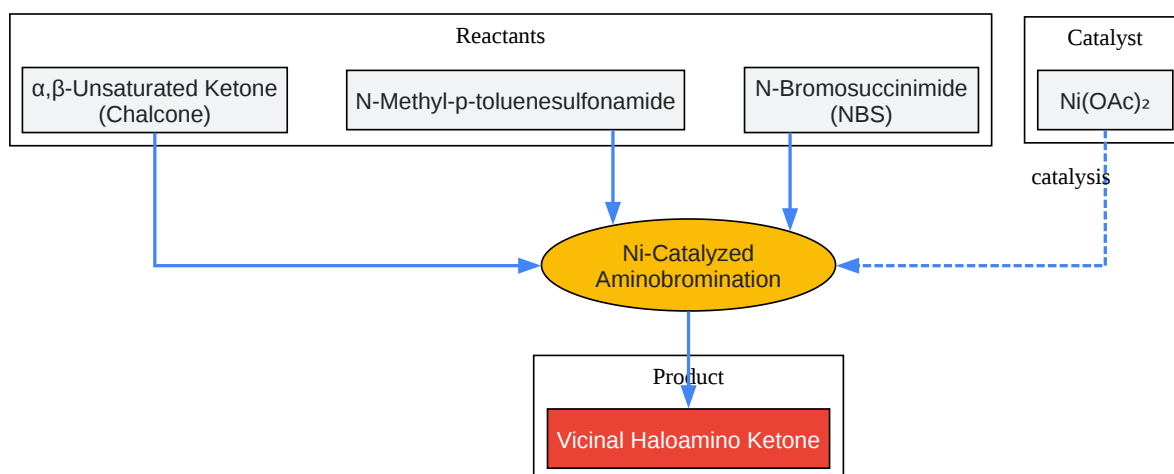 Reactants
Catalyst
α,β-Unsaturated Ketone
(Chalcone)
N-Methyl-p-toluenesulfonamide
N-Bromosuccinimide
(NBS)
Ni(OAc)₂
catalysis
Ni-Catalyzed
Aminobromination
Product
Vicinal Haloamino Ketone